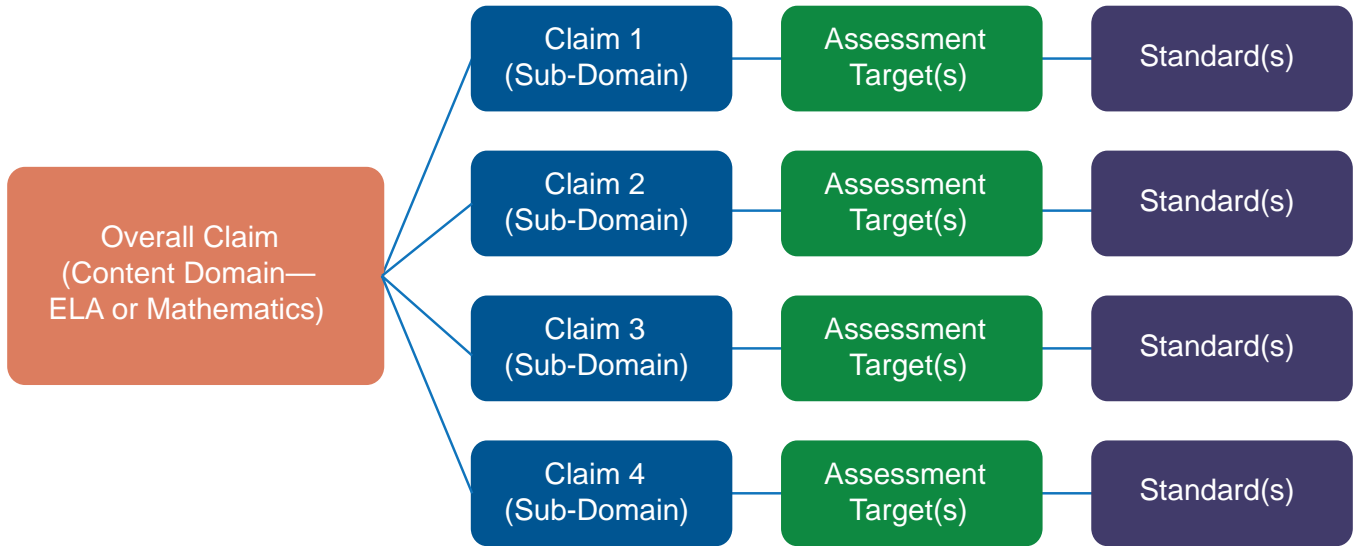 Overall Claim
(Content Domain—
ELA or Mathematics)
Claim 1
(Sub-Domain)
Assessment
Target(s)
Standard(s)
Claim 2
(Sub-Domain)
Assessment
Target(s)
Standard(s)
Claim 3
(Sub-Domain)
Assessment
Target(s)
Standard(s)
Claim 4
(Sub-Domain)
Assessment
Target(s)
Standard(s)